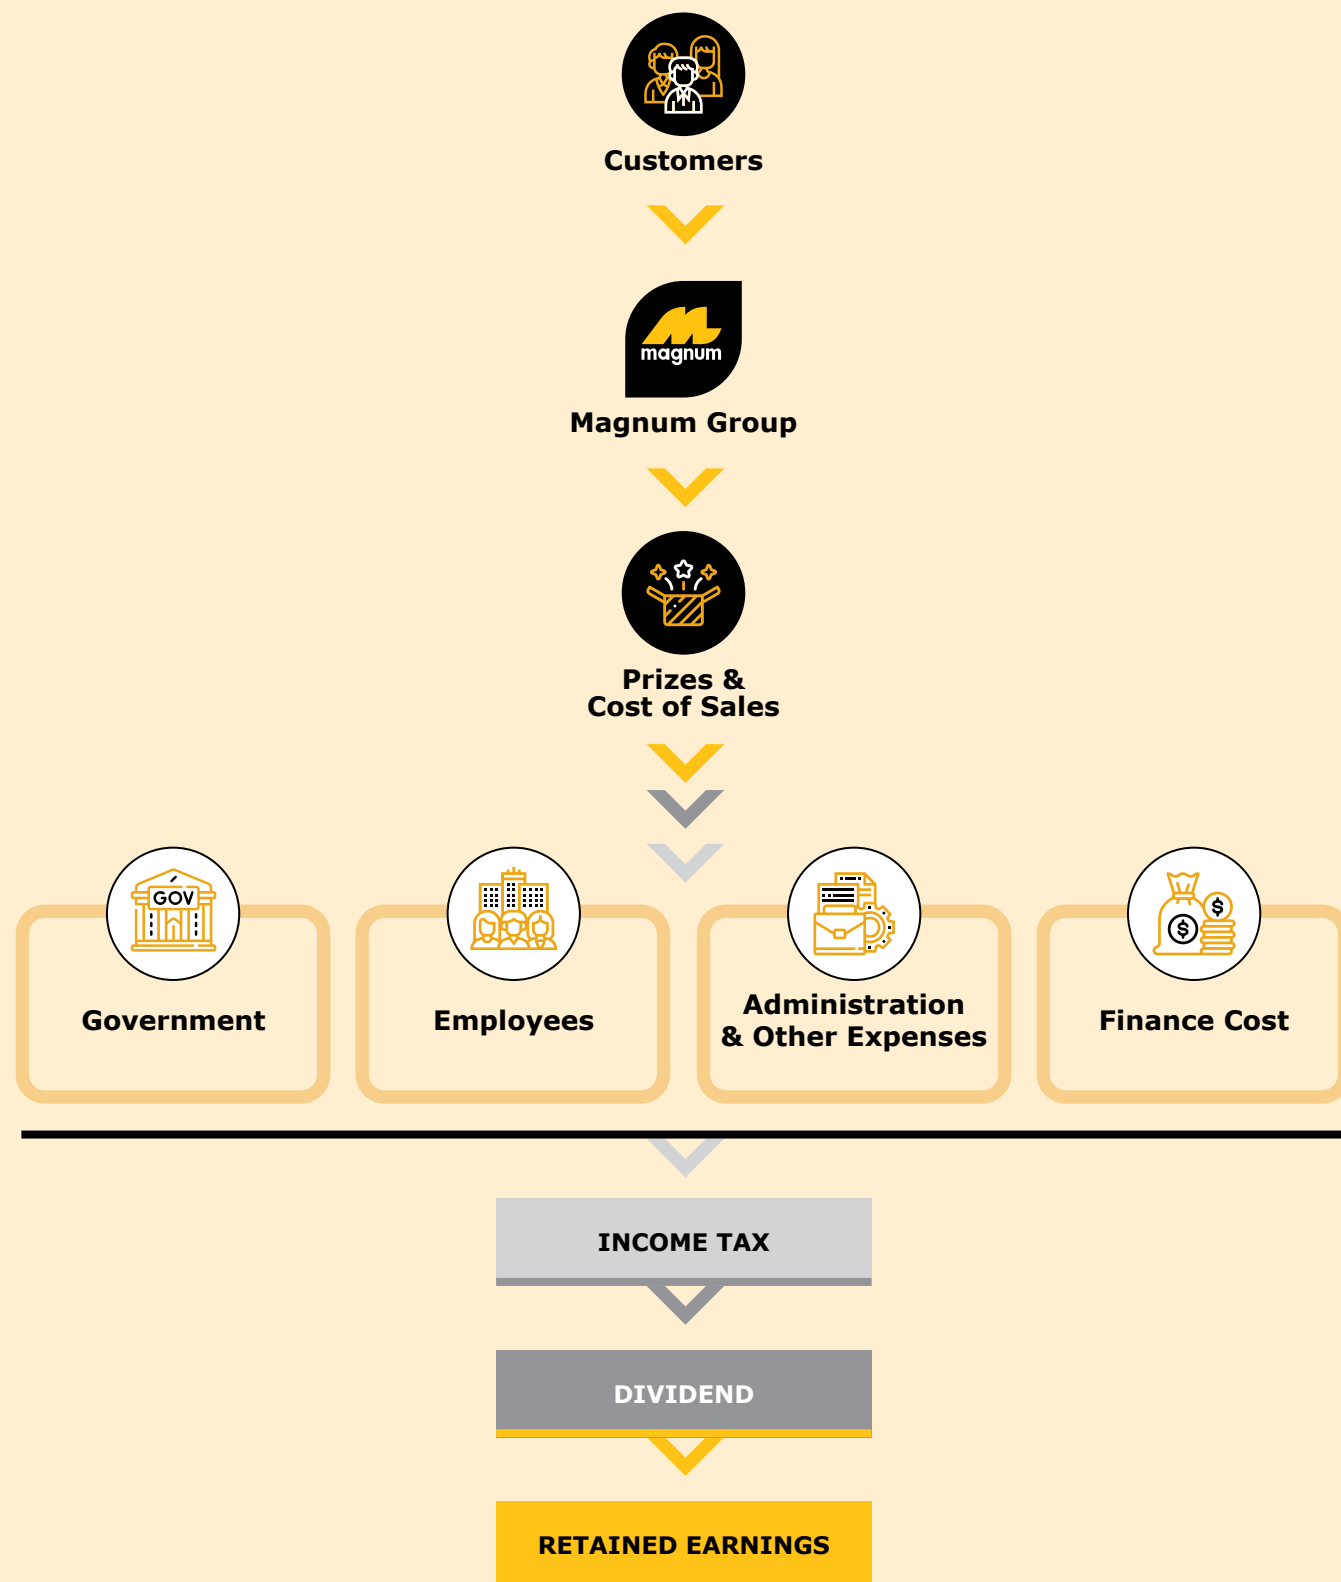 Customers
magnum
Magnum Group
Prizes &
Cost of Sales
GOV
Government
Employees
Administration
& Other Expenses
$
$
Finance Cost
INCOME TAX
DIVIDEND
RETAINED EARNINGS